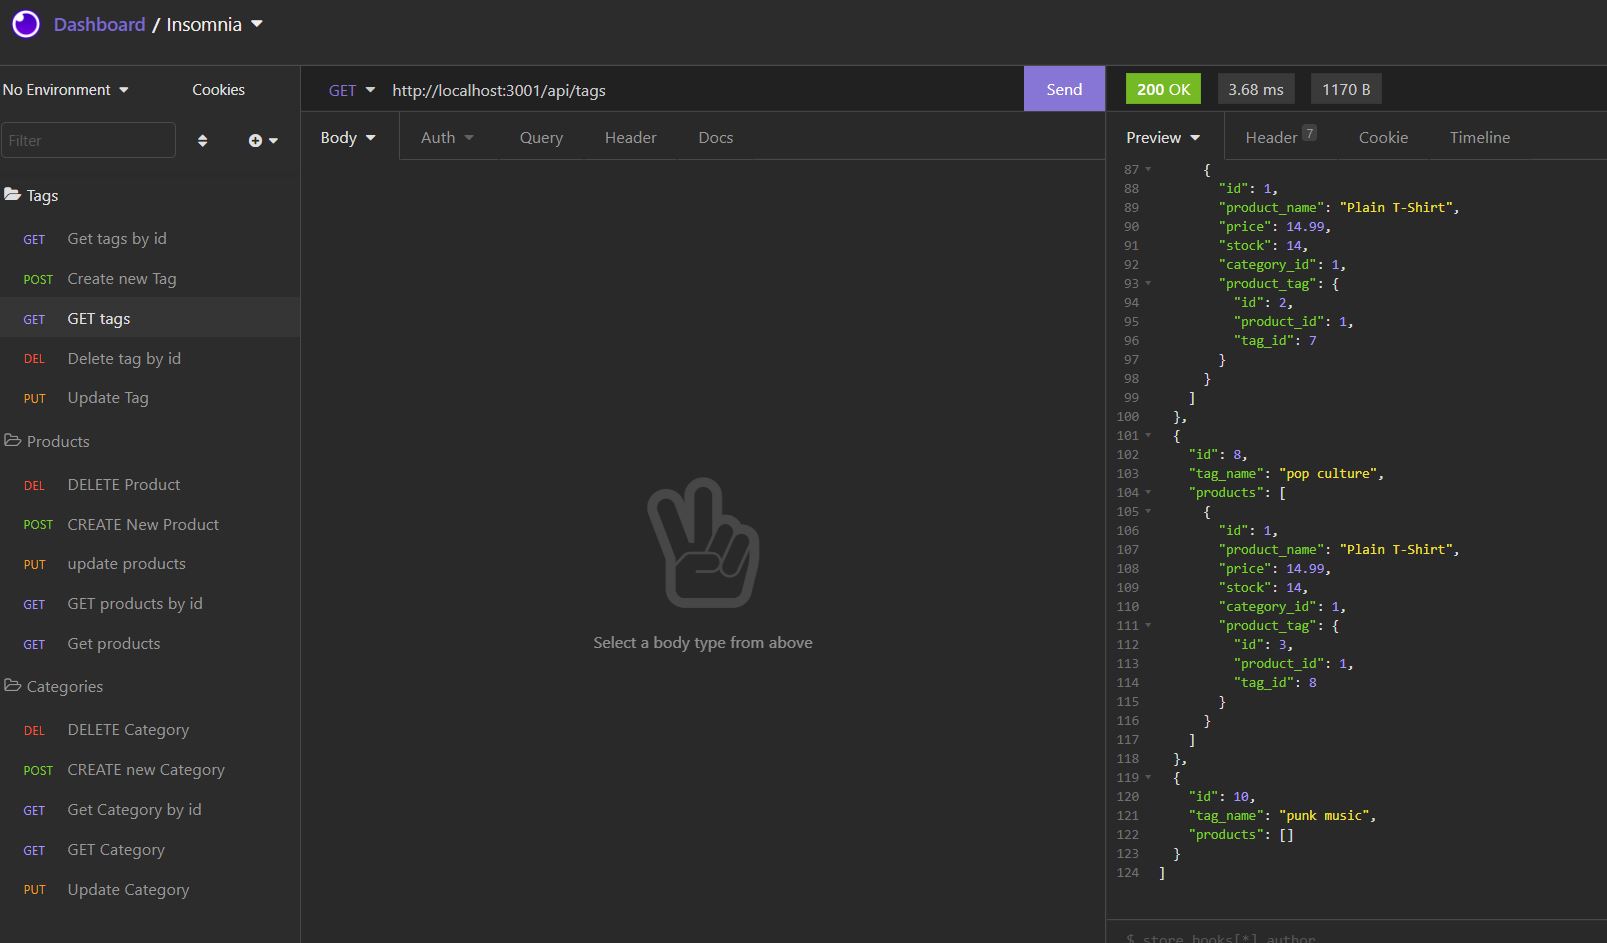 Dashboard / Insomnia
No Environment
Cookies
Filter
Tags
GET Get tags by id
POST Create new Tag
GET GET tags
DEL Delete tag by id
PUT Update Tag
Products
DEL DELETE Product
POST CREATE New Product
PUT update products
GET GET products by id
GET Get products
Categories
DEL DELETE Category
POST CREATE new Category
GET Get Category by id
GET GET Category
PUT Update Category
GET http://localhost:3001/api/tags Send
Body Auth Query Header Docs
Select a body type from above
200 OK 3.68 ms 1170 B
Preview Header 7 Cookie Timeline
87 {
88 "id": 1,
89 "product_name": "Plain T-Shirt",
90 "price": 14.99,
91 "stock": 14,
92 "category_id": 1,
93 "product_tag": {
94 "id": 2,
95 "product_id": 1,
96 "tag_id": 7
97 }
98 }
99 ]
100 },
101 {
102 "id": 8,
103 "tag_name": "pop culture",
104 "products": [
105 {
106 "id": 1,
107 "product_name": "Plain T-Shirt",
108 "price": 14.99,
109 "stock": 14,
110 "category_id": 1,
111 "product_tag": {
112 "id": 3,
113 "product_id": 1,
114 "tag_id": 8
115 }
116 }
117 ]
118 },
119 {
120 "id": 10,
121 "tag_name": "punk music",
122 "products": []
123 }
124 ]
$.store.books[*].author